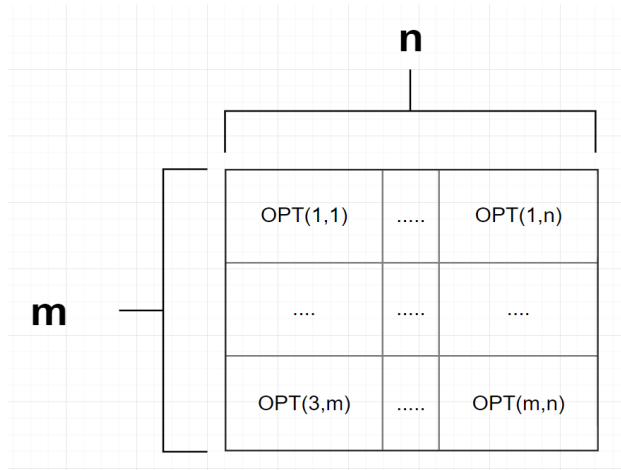 n
OPT(1,1) ..... OPT(1,n)
m .... ..... ....
OPT(3,m) ..... OPT(m,n)